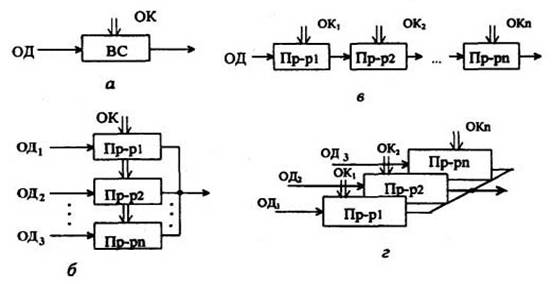 ОК
ОД
ВС
а
ОК₁
ОК₂
ОКn
ОД
Пр-р1
Пр-р2
...
Пр-рn
в
ОК
ОД₁
Пр-р1
ОД₂
Пр-р2
ОД₃
Пр-рn
б
ОКn
ОК₂
ОД 3
Пр-рn
ОК₁
ОД₂
Пр-р2
ОД₁
Пр-р1
г